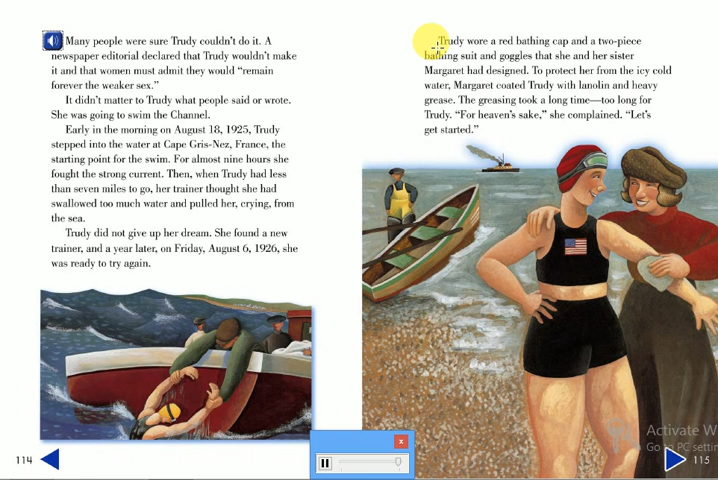 Many people were sure Trudy couldn't do it. A
newspaper editorial declared that Trudy wouldn't make
it and that women must admit they would "remain
forever the weaker sex."
It didn't matter to Trudy what people said or wrote.
She was going to swim the Channel.
Early in the morning on August 18, 1925, Trudy
stepped into the water at Cape Gris-Nez, France, the
starting point for the swim. For almost nine hours she
fought the strong current. Then, when Trudy had less
than seven miles to go, her trainer thought she had
swallowed too much water and pulled her, crying, from
the sea.
Trudy did not give up her dream. She found a new
trainer, and a year later, on Friday, August 6, 1926, she
was ready to try again.
114
Trudy wore a red bathing cap and a two-piece
bathing suit and goggles that she and her sister
Margaret had designed. To protect her from the icy cold
water, Margaret coated Trudy with lanolin and heavy
grease. The greasing took a long time—too long for
Trudy. "For heaven's sake," she complained. "Let's
get started."
x
Activate W
Go to PC settin
115